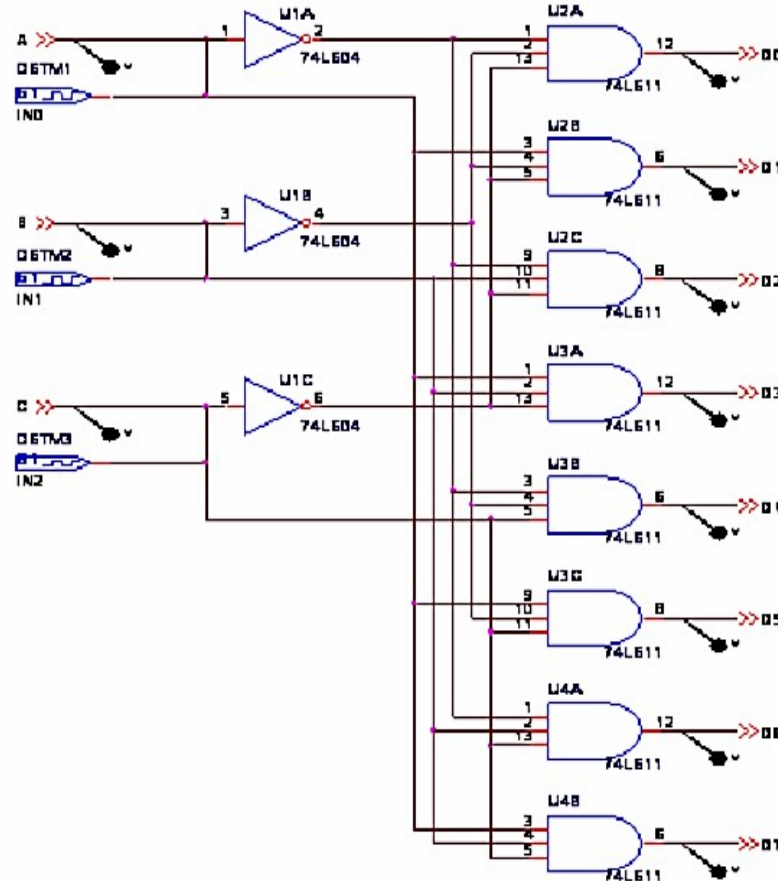 U1A
U2A
A
1
2
1
2
13
12
74LS04
74LS11
DSTM1
IN0
U2B
3
4
5
6
74LS11
U1B
B
3
4
74LS04
DSTM2
IN1
U2C
9
10
11
8
74LS11
U3A
1
2
13
12
74LS11
U1C
C
5
6
74LS04
DSTM3
IN2
U3B
3
4
5
6
74LS11
U3C
9
10
11
8
74LS11
U4A
1
2
13
12
74LS11
U4B
3
4
5
6
74LS11